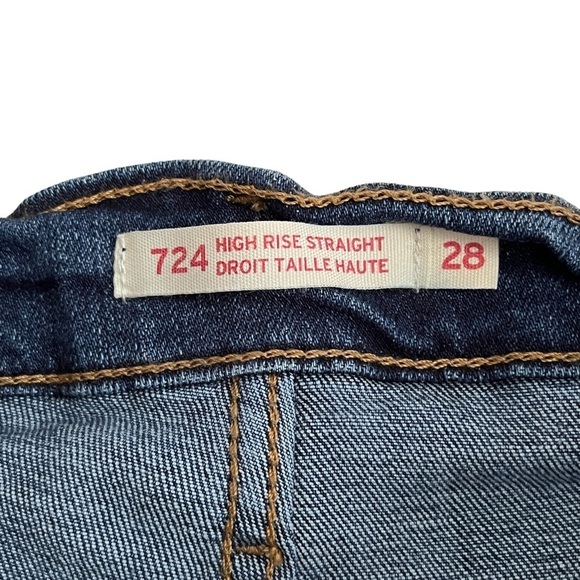 724 HIGH RISE STRAIGHT 28
DROIT TAILLE HAUTE